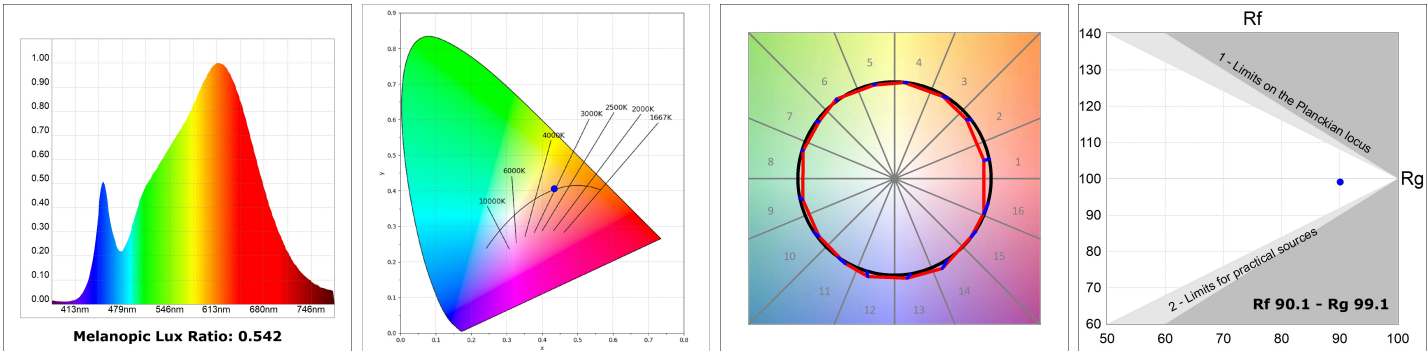 1.00
0.90
0.80
0.70
0.60
0.50
0.40
0.30
0.20
0.10
0.00
413nm 479nm 546nm 613nm 680nm 746nm
Melanopic Lux Ratio: 0.542
0.9
0.8
0.7
0.6
0.5
0.4
0.3
0.2
0.1
0.0
y
0.0 0.1 0.2 0.3 0.4 0.5 0.6 0.7 0.8
x
10000K
6000K
4000K
3000K
2500K
2000K
1667K
1
2
3
4
5
6
7
8
9
10
11
12
13
14
15
16
Rf
140
130
120
110
100
90
80
70
60
50 60 70 80 90 100
Rg
1 - Limits on the Planckian locus
2 - Limits for practical sources
Rf 90.1 - Rg 99.1